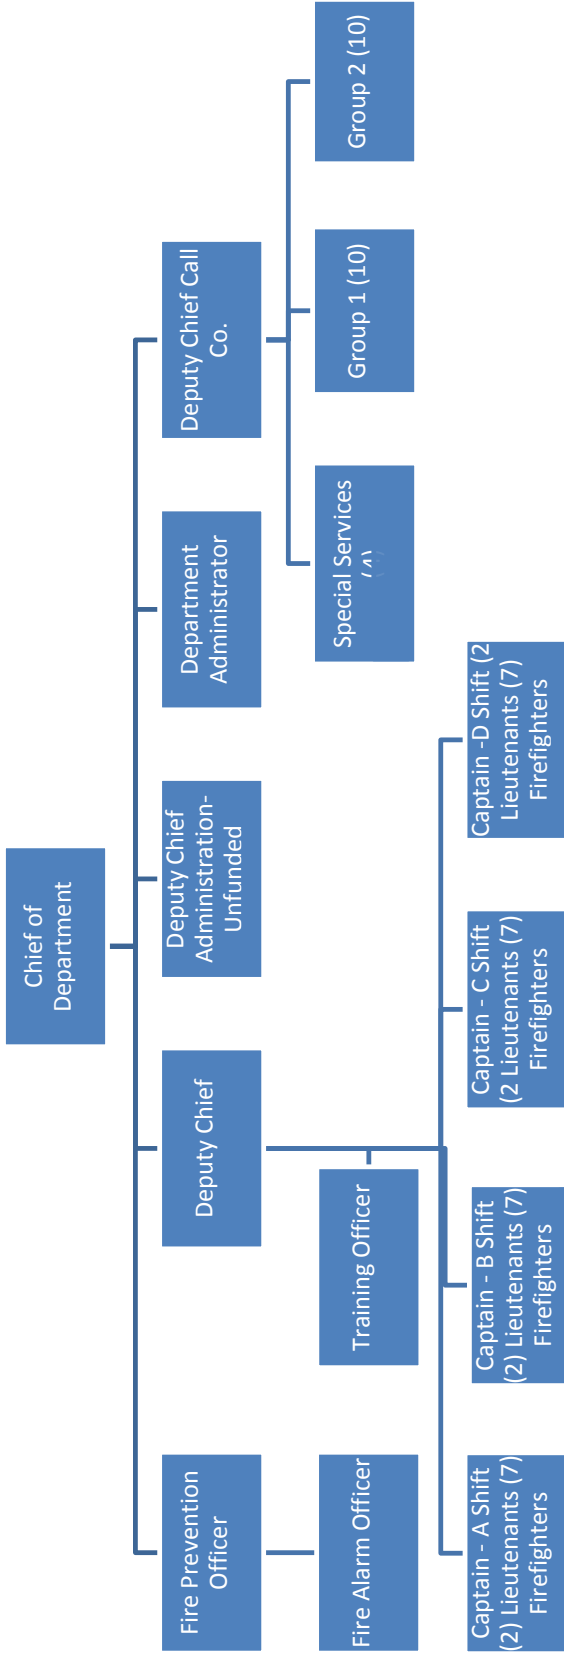 Chief of
Department
Fire Prevention
Officer
Deputy Chief
Deputy Chief
Administration-
Unfunded
Department
Administrator
Deputy Chief Call
Co.
Fire Alarm Officer
Training Officer
Special Services
(4)
Group 1 (10)
Group 2 (10)
Captain - A Shift
(2) Lieutenants (7)
Firefighters
Captain - B Shift
(2) Lieutenants (7)
Firefighters
Captain - C Shift
(2 Lieutenants (7)
Firefighters
Captain -D Shift (2
Lieutenants (7)
Firefighters